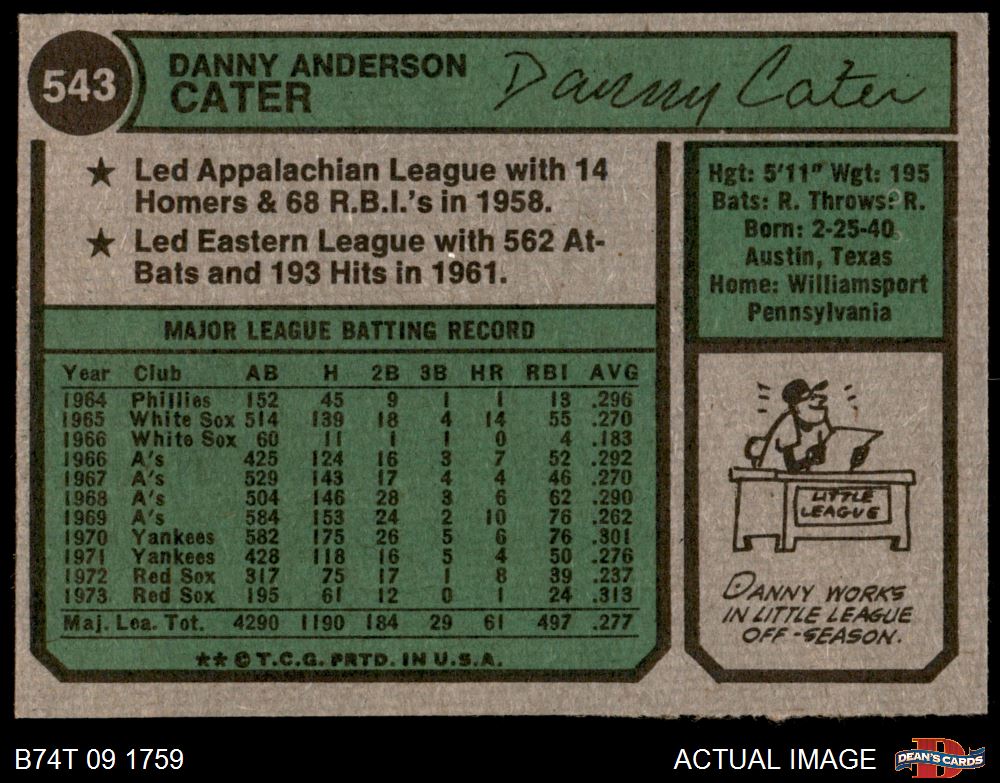 543
DANNY ANDERSON
CATER
Danny Cater
★ Led Appalachian League with 14
Homers & 68 R.B.I.'s in 1958.
★ Led Eastern League with 562 At-
Bats and 193 Hits in 1961.
Hgt: 5'11" Wgt: 195
Bats: R. Throws: R.
Born: 2-25-40
Austin, Texas
Home: Williamsport
Pennsylvania
MAJOR LEAGUE BATTING RECORD
Year Club AB H 2B 3B HR RBI AVG
1964 Phillies 152 45 9 1 1 13 .296
1965 White Sox 514 139 18 4 14 55 .270
1966 White Sox 60 11 1 1 0 4 .183
1966 A's 425 124 16 3 7 52 .292
1967 A's 529 143 17 4 4 46 .270
1968 A's 504 146 28 3 6 62 .290
1969 A's 584 153 24 2 10 76 .262
1970 Yankees 582 175 26 5 6 76 .301
1971 Yankees 428 118 16 5 4 50 .276
1972 Red Sox 317 75 17 1 8 39 .237
1973 Red Sox 195 61 12 0 1 24 .313
Maj. Lea. Tot. 4290 1190 184 29 61 497 .277
★★ © T.C.G. PRTD. IN U.S.A.
LITTLE
LEAGUE
DANNY WORKS
IN LITTLE LEAGUE
OFF-SEASON.
B74T 09 1759
ACTUAL IMAGE
D
DEAN'S CARDS